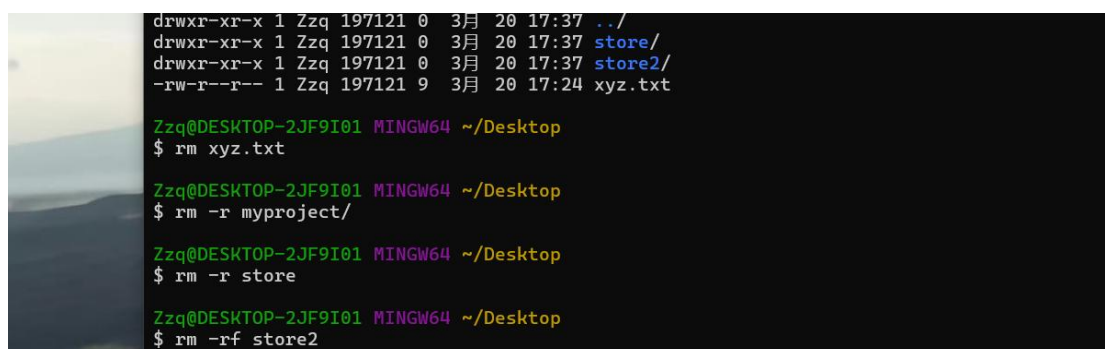 drwxr-xr-x 1 Zzq 197121 0  3月  20 17:37 ../
drwxr-xr-x 1 Zzq 197121 0  3月  20 17:37 store/
drwxr-xr-x 1 Zzq 197121 0  3月  20 17:37 store2/
-rw-r--r-- 1 Zzq 197121 9  3月  20 17:24 xyz.txt
Zzq@DESKTOP-2JF9I01 MINGW64 ~/Desktop
$ rm xyz.txt
Zzq@DESKTOP-2JF9I01 MINGW64 ~/Desktop
$ rm -r myproject/
Zzq@DESKTOP-2JF9I01 MINGW64 ~/Desktop
$ rm -r store
Zzq@DESKTOP-2JF9I01 MINGW64 ~/Desktop
$ rm -rf store2